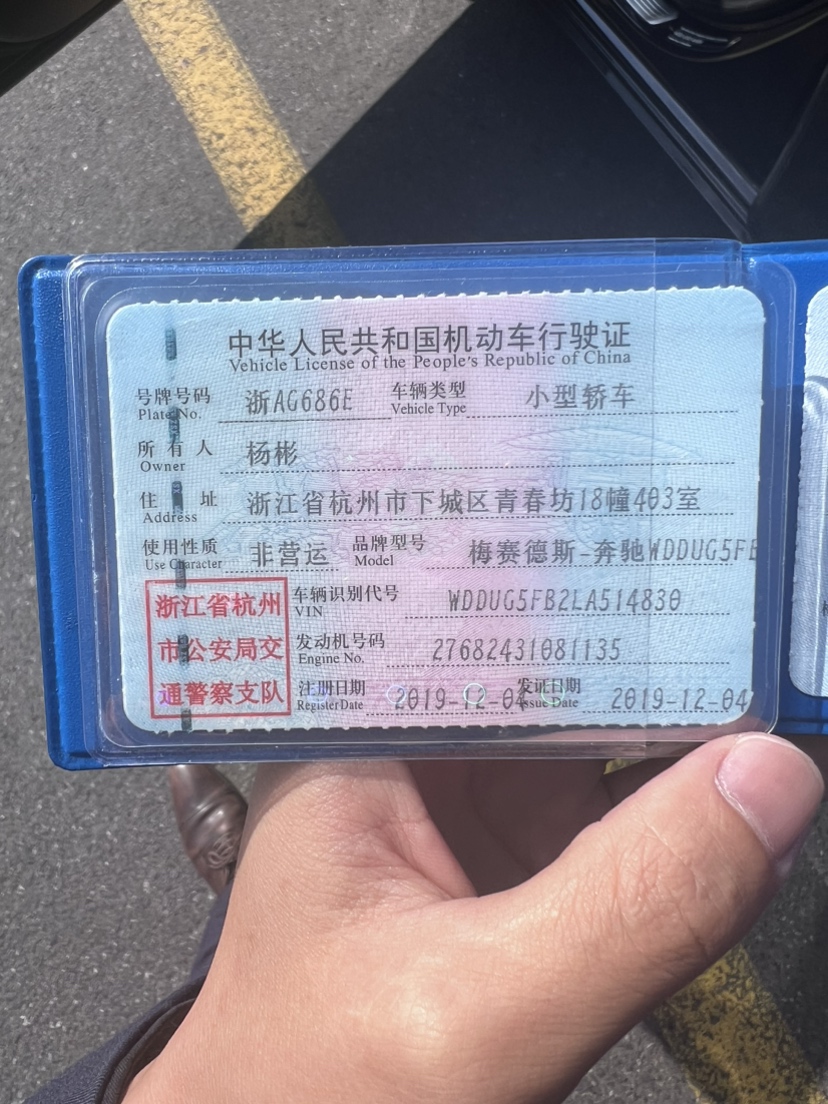 中华人民共和国机动车行驶证
Vehicle License of the People's Republic of China
号牌号码 浙AG686E 车辆类型 小型轿车
Plate No. Vehicle Type
所有人 杨彬
Owner
住址 浙江省杭州市下城区青春坊18幢403室
Address
使用性质 非营运 品牌型号 梅赛德斯-奔驰WDDUG5FB
Use Character Model
浙江省杭州 车辆识别代号 WDDUG5FB2LA514830
VIN
市公安局交 发动机号码 27682431081135
Engine No.
通警察支队 注册日期 2019-12-04 发证日期 2019-12-04
Register Date Issue Date